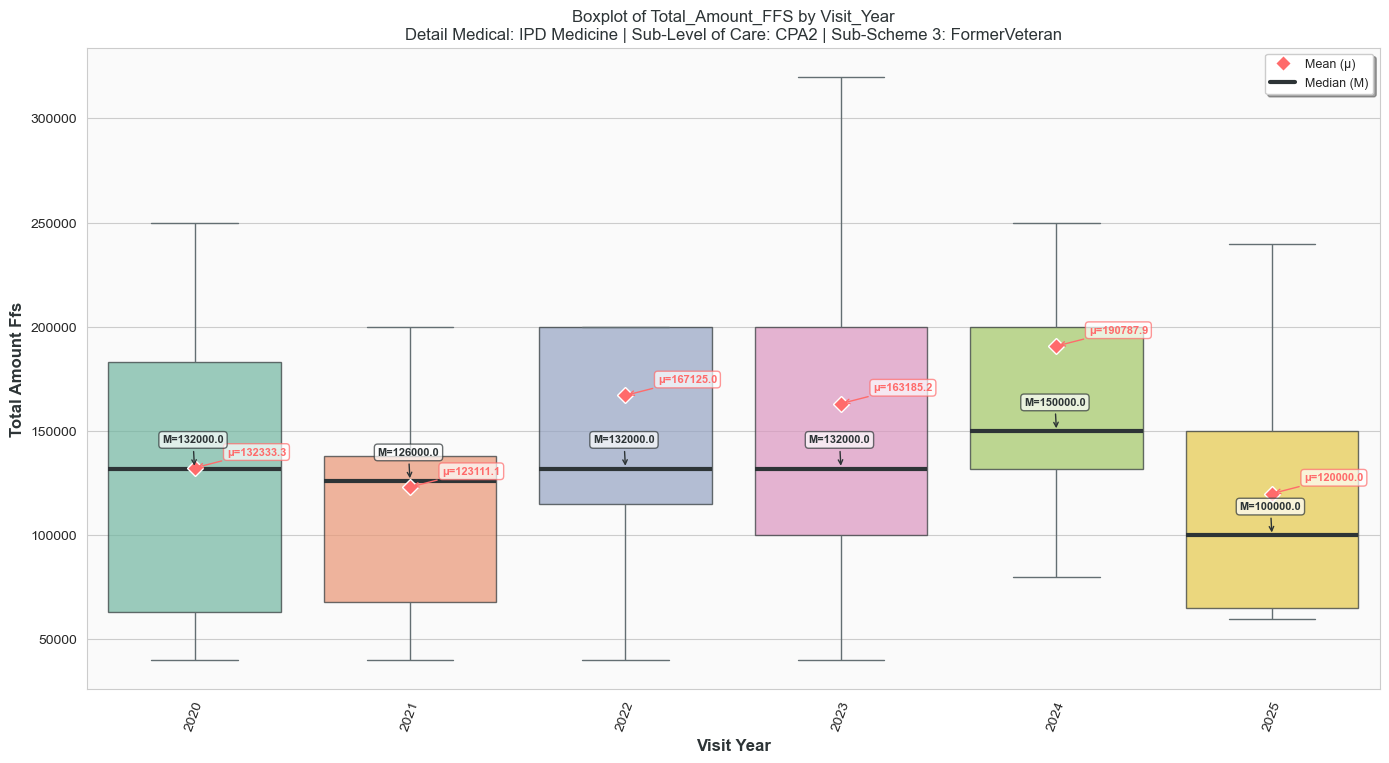 Boxplot of Total_Amount_FFS by Visit_Year
Detail Medical: IPD Medicine | Sub-Level of Care: CPA2 | Sub-Scheme 3: FormerVeteran
Mean (μ)
Median (M)
Total Amount Ffs
300000
250000
200000
150000
100000
50000
M=132000.0
μ=132333.3
M=126000.0
μ=123111.1
μ=167125.0
M=132000.0
μ=163185.2
M=132000.0
μ=190787.9
M=150000.0
μ=120000.0
M=100000.0
2020
2021
2022
2023
2024
2025
Visit Year